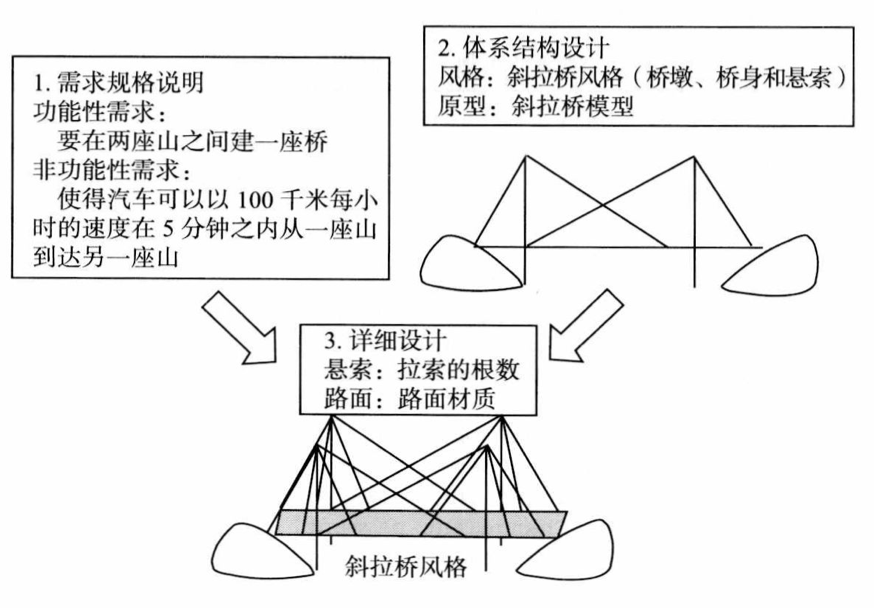 1. 需求规格说明
功能性需求：
要在两座山之间建一座桥
非功能性需求：
使得汽车可以以 100 千米每小
时的速度在 5 分钟之内从一座山
到达另一座山
2. 体系结构设计
风格：斜拉桥风格（桥墩、桥身和悬索）
原型：斜拉桥模型
3. 详细设计
悬索：拉索的根数
路面：路面材质
斜拉桥风格